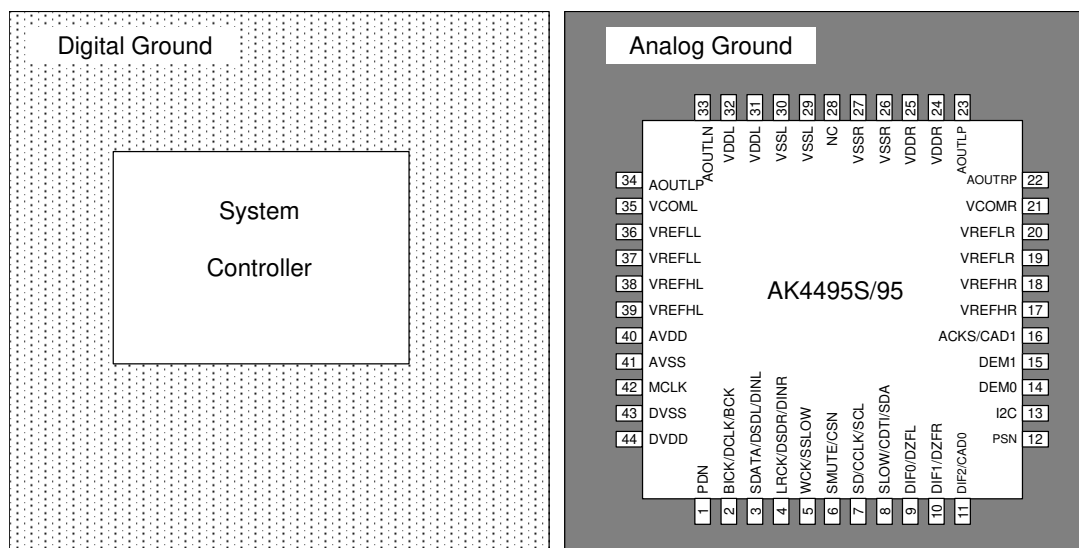 Digital Ground
System
Controller
Analog Ground
AK4495S/95
33 AOUTLN
32 VDDL
31 VDDL
30 VSSL
29 VSSL
28 NC
27 VSSR
26 VSSR
25 VDDR
24 VDDR
23 AOUTLP
34 AOUTLP
35 VCOML
36 VREFLL
37 VREFLL
38 VREFHL
39 VREFHL
40 AVDD
41 AVSS
42 MCLK
43 DVSS
44 DVDD
AOUTRP 22
VCOMR 21
VREFLR 20
VREFLR 19
VREFHR 18
VREFHR 17
ACKS/CAD1 16
DEM1 15
DEM0 14
I2C 13
PSN 12
1 PDN
2 BICK/DCLK/BCK
3 SDATA/DSDL/DINL
4 LRCK/DSDR/DINR
5 WCK/SSLOW
6 SMUTE/CSN
7 SD/CCLK/SCL
8 SLOW/CDTI/SDA
9 DIF0/DZFL
10 DIF1/DZFR
11 DIF2/CAD0